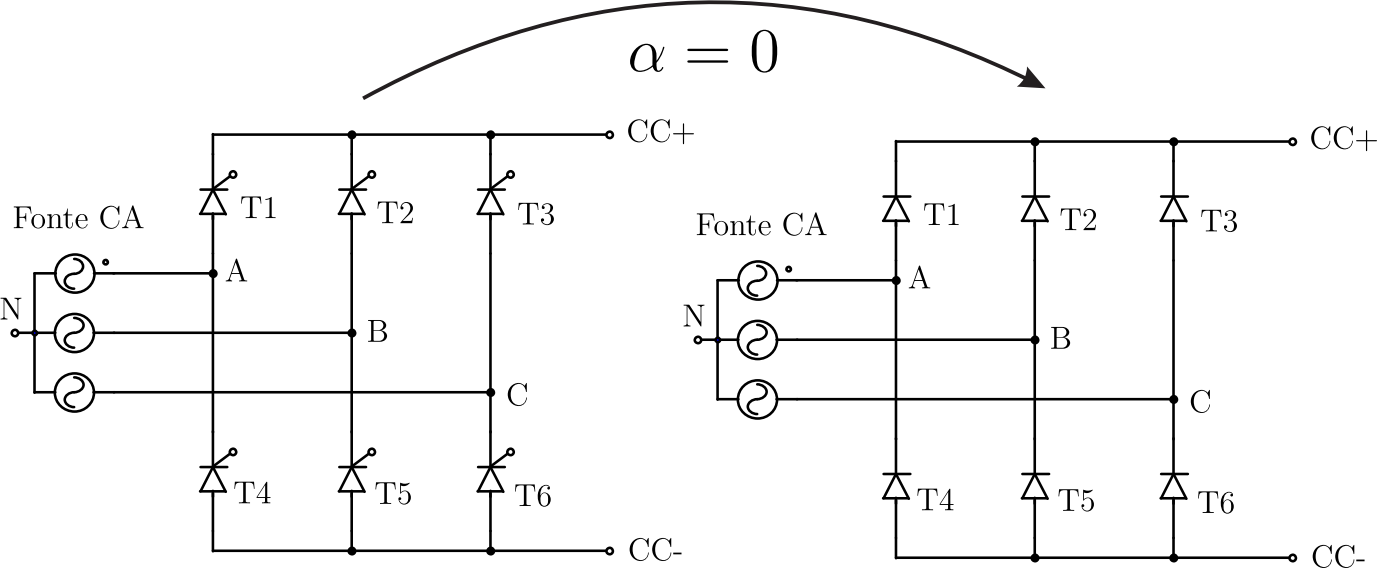 α = 0
CC+
T1
T2
T3
Fonte CA
A
N
B
C
T4
T5
T6
CC-
CC+
T1
T2
T3
Fonte CA
A
N
B
C
T4
T5
T6
CC-